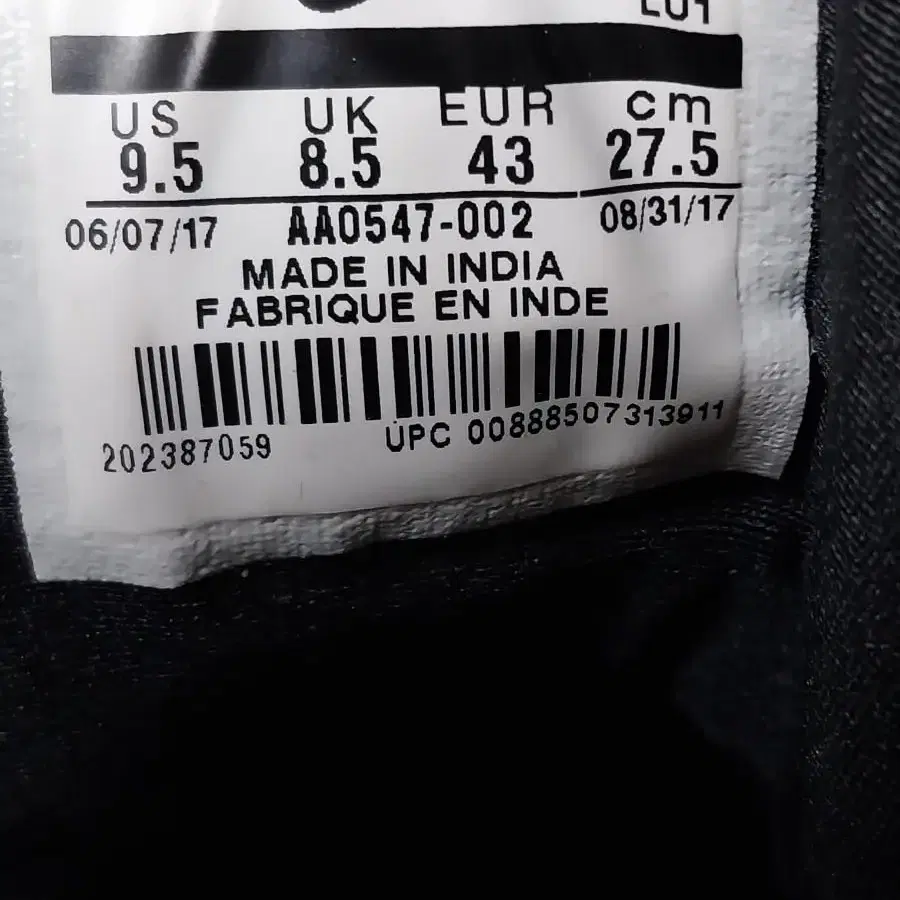 LU1
US UK EUR cm
9.5 8.5 43 27.5
06/07/17 AA0547-002 08/31/17
MADE IN INDIA
FABRIQUE EN INDE
202387059 UPC 00888507313911